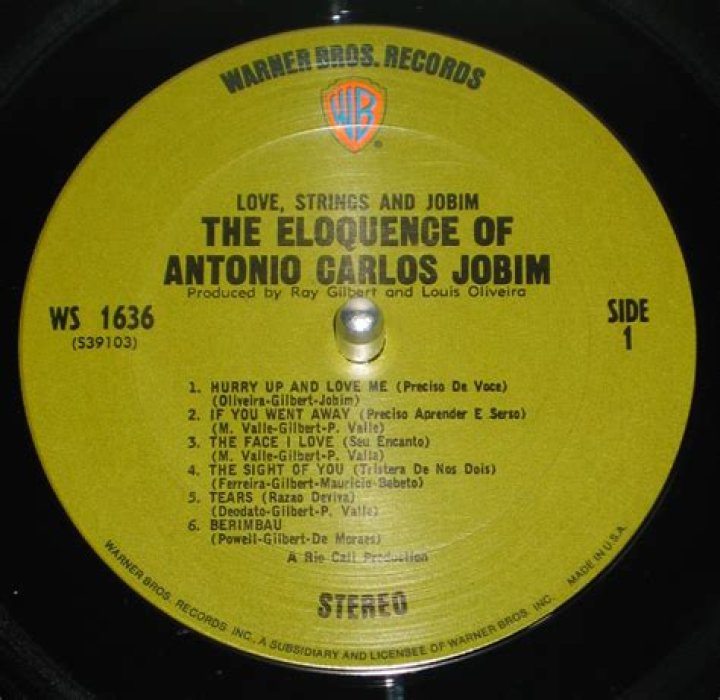 WARNER BROS. RECORDS
WB
®
LOVE, STRINGS AND JOBIM
THE ELOQUENCE OF
ANTONIO CARLOS JOBIM
Produced by Ray Gilbert and Louis Oliveira
WS 1636
(S39103)
SIDE
1
1. HURRY UP AND LOVE ME (Preciso De Voce)
(Oliveira-Gilbert-Jobim)
2. IF YOU WENT AWAY (Preciso Aprender E Serso)
(M. Valle-Gilbert-P. Valle)
3. THE FACE I LOVE (Seu Encanto)
(M. Valle-Gilbert-P. Valla)
4. THE SIGHT OF YOU (Tristera De Nos Dois)
(Ferreira-Gilbert-Mauricio-Bebeto)
5. TEARS (Razao Deviva)
(Deodato-Gilbert-P. Valle)
6. BERIMBAU
(Powell-Gilbert-De Moraes)
A Rio Cali Production
STEREO
WARNER BROS. RECORDS INC., A SUBSIDIARY AND LICENSEE OF WARNER BROS. INC. MADE IN U.S.A.